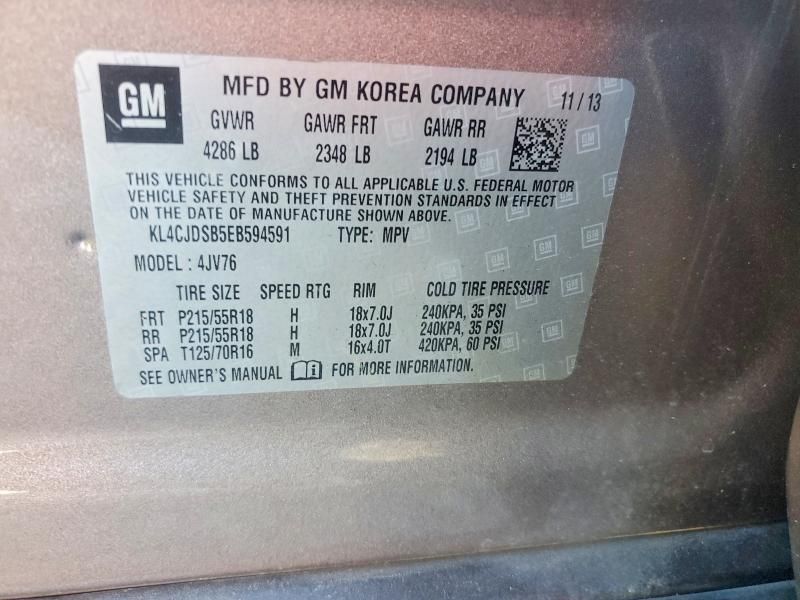 GM
MFD BY GM KOREA COMPANY 11 / 13
GVWR GAWR FRT GAWR RR
4286 LB 2348 LB 2194 LB
THIS VEHICLE CONFORMS TO ALL APPLICABLE U.S. FEDERAL MOTOR
VEHICLE SAFETY AND THEFT PREVENTION STANDARDS IN EFFECT
ON THE DATE OF MANUFACTURE SHOWN ABOVE.
KL4CJDSB5EB594591 TYPE: MPV
MODEL : 4JV76
TIRE SIZE SPEED RTG RIM COLD TIRE PRESSURE
FRT P215/55R18 H 18x7.0J 240KPA, 35 PSI
RR P215/55R18 H 18x7.0J 240KPA, 35 PSI
SPA T125/70R16 M 16x4.0T 420KPA, 60 PSI
SEE OWNER'S MANUAL i FOR MORE INFORMATION.